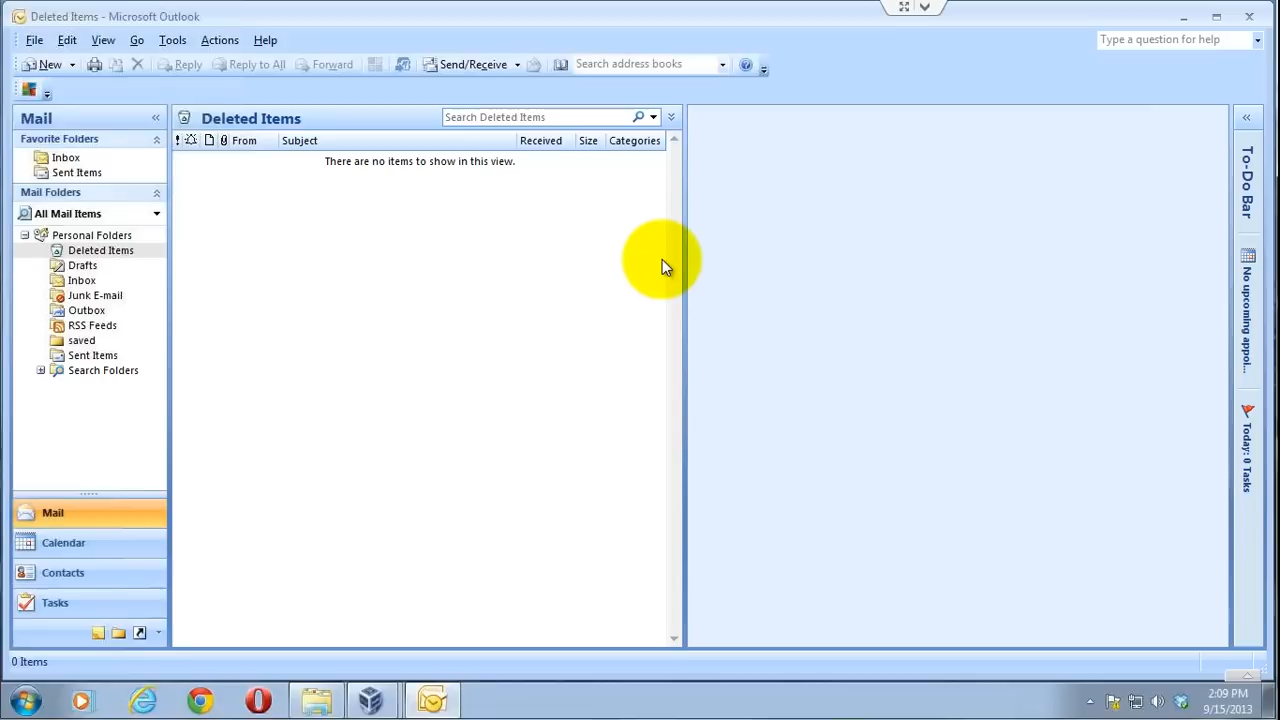 Deleted Items - Microsoft Outlook
File Edit View Go Tools Actions Help
Type a question for help
New Reply Reply to All Forward Send/Receive Search address books
Mail
Favorite Folders
Inbox
Sent Items
Mail Folders
All Mail Items
Personal Folders
Deleted Items
Drafts
Inbox
Junk E-mail
Outbox
RSS Feeds
saved
Sent Items
Search Folders
Mail
Calendar
Contacts
Tasks
Deleted Items
Search Deleted Items
From Subject Received Size Categories
There are no items to show in this view.
To-Do Bar
No upcoming appoi...
Today: 0 Tasks
0 Items
2:09 PM
9/15/2013